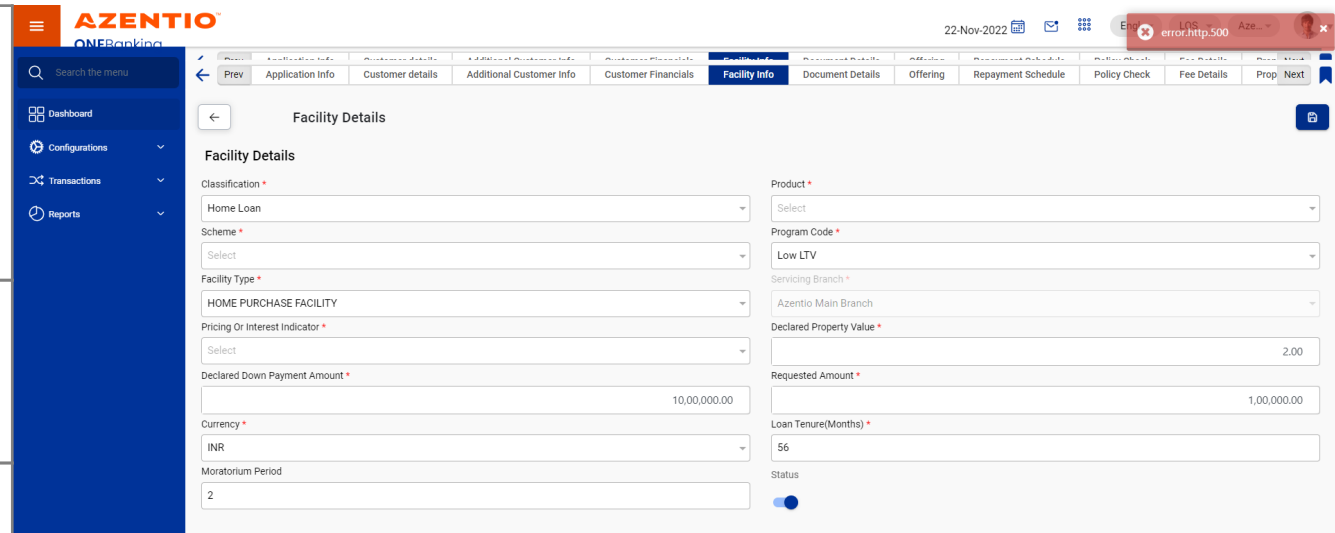 AZENTIO
ONEBanking
22-Nov-2022
LOS
Aze...
error.http.500
Search the menu
Prev Application Info Customer details Additional Customer Info Customer Financials Facility Info Document Details Offering Repayment Schedule Policy Check Fee Details Prop Next
Dashboard
Configurations
Transactions
Reports
Facility Details
Facility Details
Classification *
Product *
Home Loan
Select
Scheme *
Program Code *
Select
Low LTV
Facility Type *
Servicing Branch *
HOME PURCHASE FACILITY
Azentio Main Branch
Pricing Or Interest Indicator *
Declared Property Value *
Select
2.00
Declared Down Payment Amount *
Requested Amount *
10,00,000.00
1,00,000.00
Currency *
Loan Tenure(Months) *
INR
56
Moratorium Period
Status
2